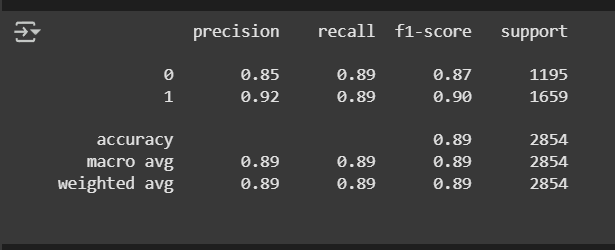 precision recall f1-score support
0 0.85 0.89 0.87 1195
1 0.92 0.89 0.90 1659
accuracy 0.89 2854
macro avg 0.89 0.89 0.89 2854
weighted avg 0.89 0.89 0.89 2854